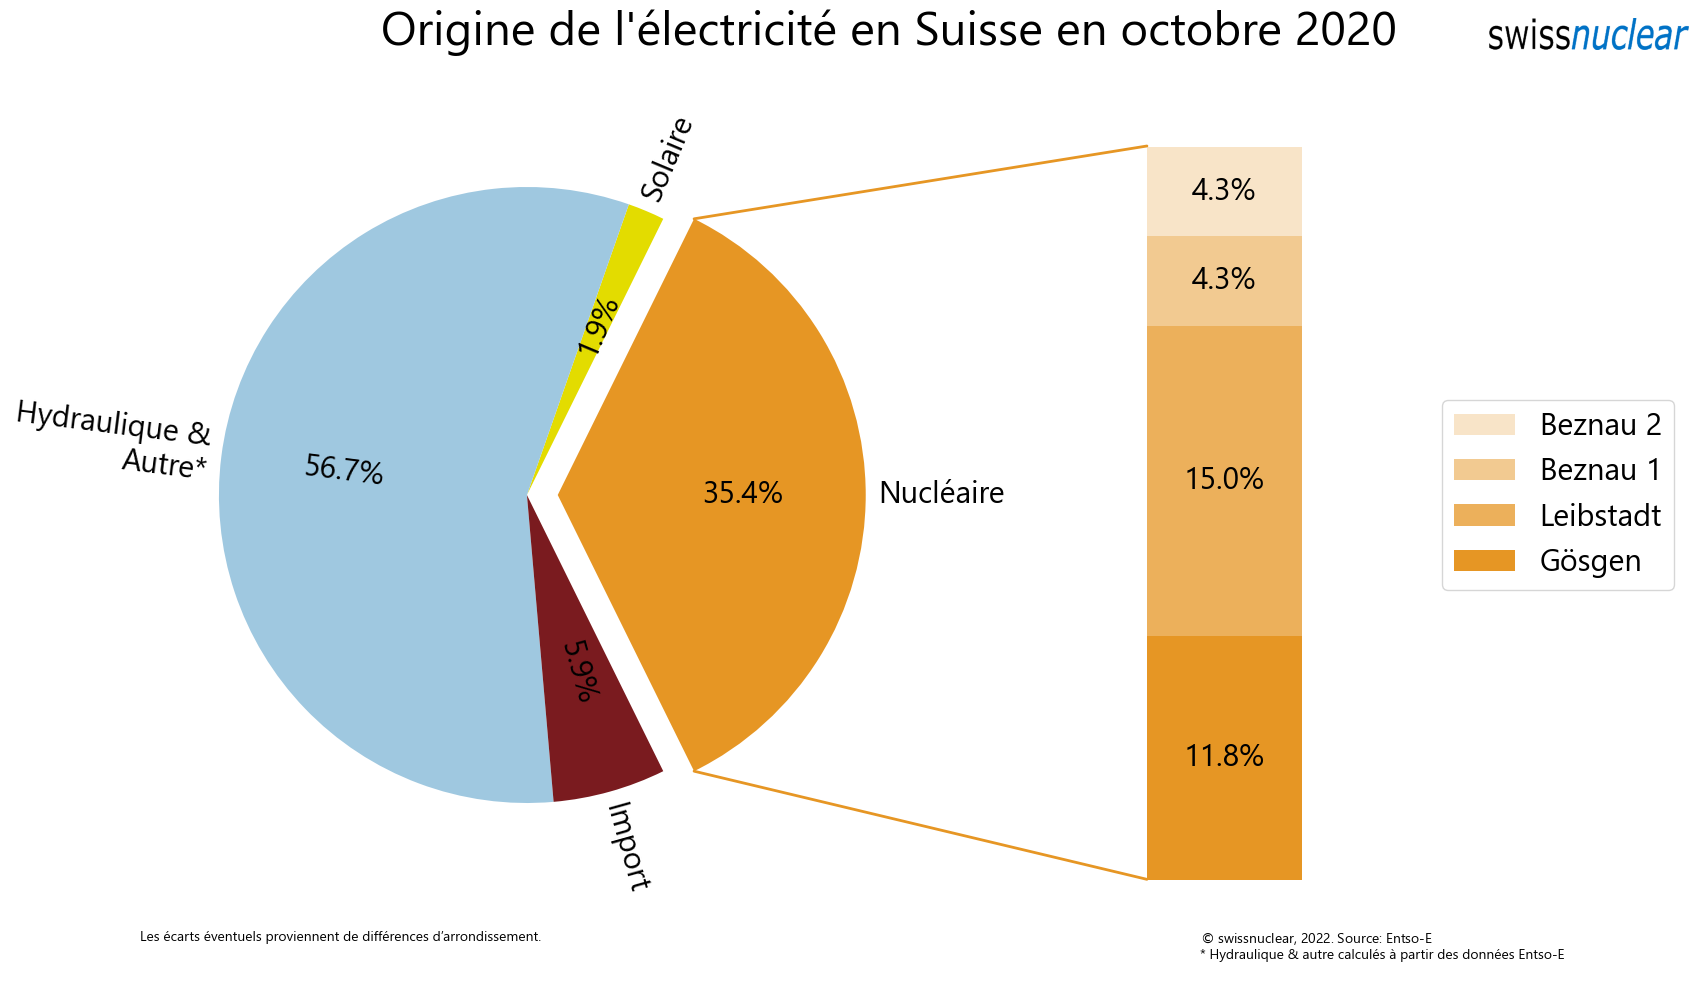 Origine de l'électricité en Suisse en octobre 2020
swissnuclear
Solaire
1.9%
Hydraulique &
Autre*
56.7%
35.4%
Nucléaire
5.9%
Import
4.3%
4.3%
15.0%
11.8%
Beznau 2
Beznau 1
Leibstadt
Gösgen
Les écarts éventuels proviennent de différences d’arrondissement.
© swissnuclear, 2022. Source: Entso-E
* Hydraulique & autre calculés à partir des données Entso-E